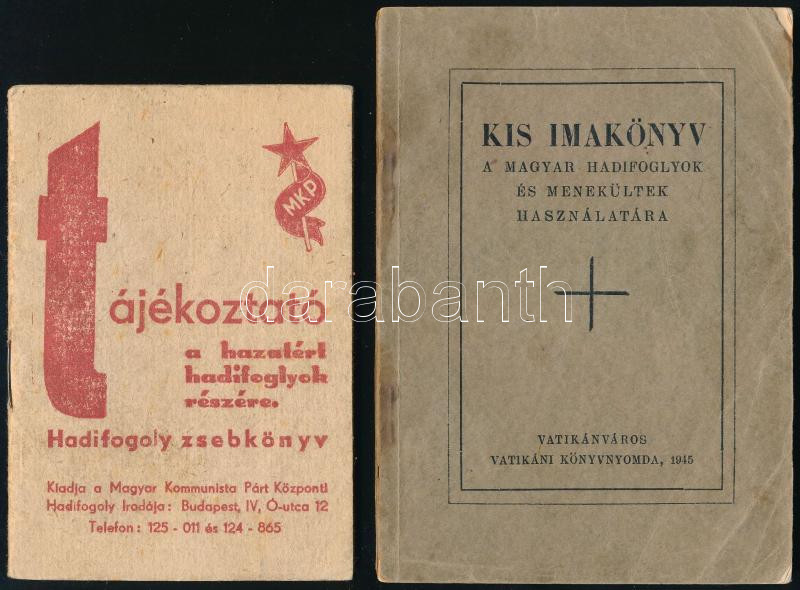 MKP
tájékoztató
a hazatért
hadifoglyok
részére.
Hadifogoly zsebkönyv
Kiadja a Magyar Kommunista Párt Központi
Hadifogoly Irodája: Budapest, IV, Ó-utca 12
Telefon: 125 - 011 és 124 - 865
KIS IMAKÖNYV
A MAGYAR HADIFOGLYOK
ÉS MENEKÜLTEK
HASZNÁLATÁRA
VATIKÁNVÁROS
VATIKÁNI KÖNYVNYOMDA, 1945
darabanth